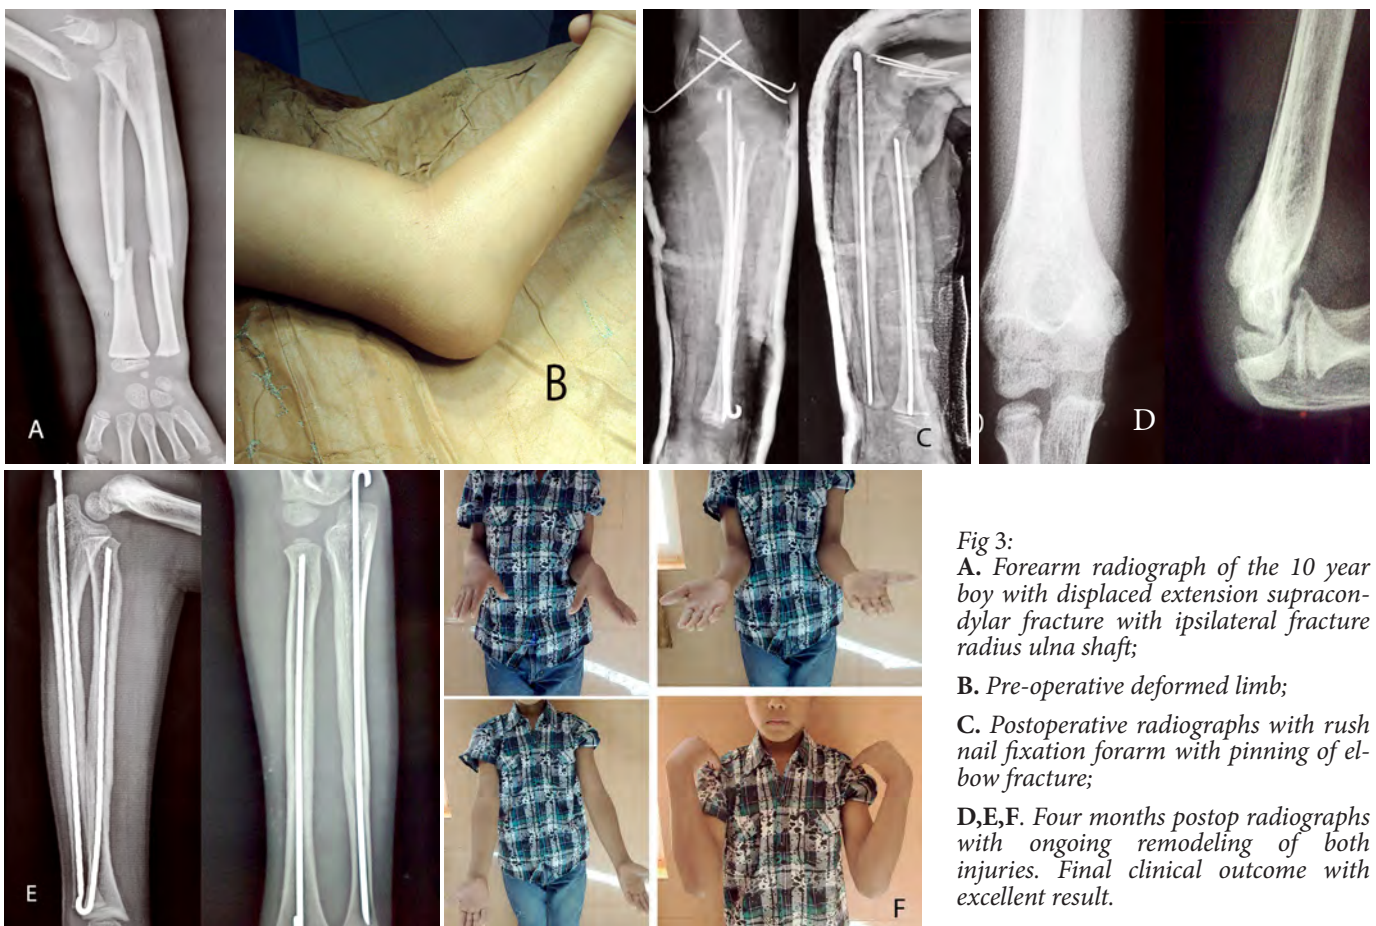 A
B
C
D
E
F
Fig 3:
A. Forearm radiograph of the 10 year
boy with displaced extension supracon-
dylar fracture with ipsilateral fracture
radius ulna shaft;
B. Pre-operative deformed limb;
C. Postoperative radiographs with rush
nail fixation forarm with pinning of el-
bow fracture;
D,E,F. Four months postop radiographs
with ongoing remodeling of both
injuries. Final clinical outcome with
excellent result.